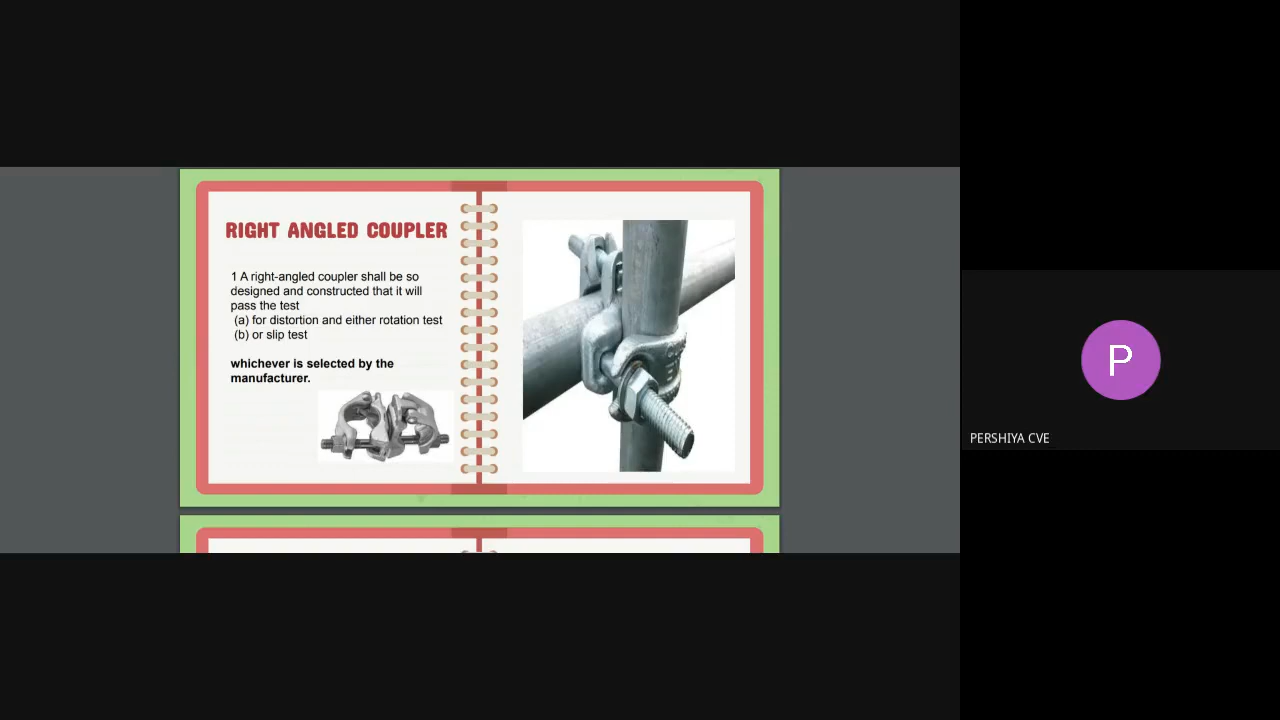 RIGHT ANGLED COUPLER
1 A right-angled coupler shall be so
designed and constructed that it will
pass the test
(a) for distortion and either rotation test
(b) or slip test
whichever is selected by the
manufacturer.
P
PERSHIYA CVE